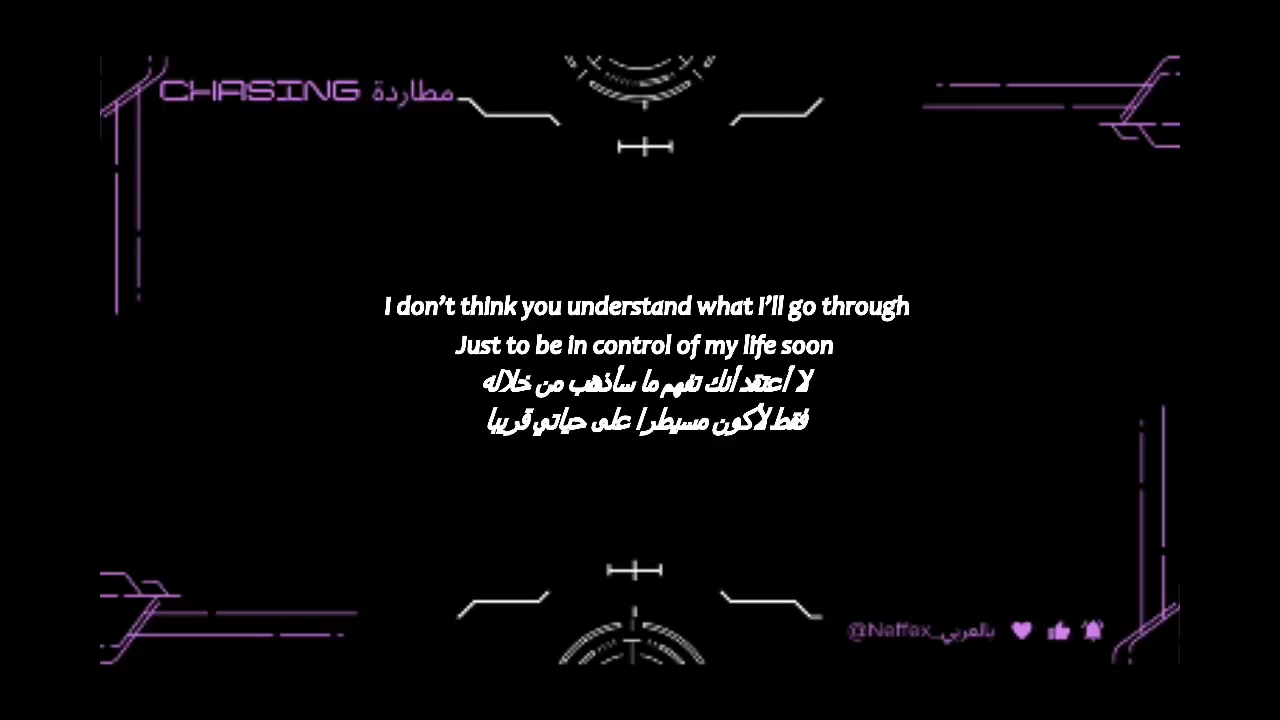 CHASING مطاردة
I don’t think you understand what I’ll go through
Just to be in control of my life soon
لا أعتقد أنك تفهم ما سأذهب من خلاله
فقط لأكون مسيطرا على حياتي قريبا
@Neffex_بالعربي